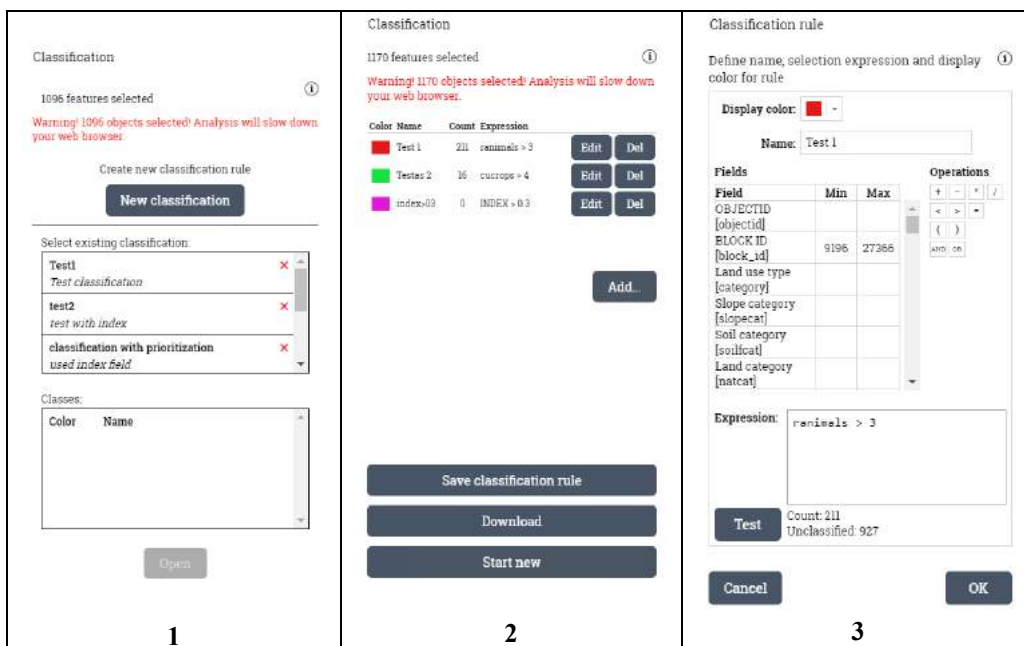 Classification
1096 features selected
Warning! 1096 objects selected! Analysis will slow down
your web browser.
Create new classification rule
New classification
Select existing classification:
Test1
Test classification
test2
test with index
classification with prioritization
used index field
Classes:
Color Name
Open
1
Classification
1170 features selected
Warning! 1170 objects selected! Analysis will slow down
your web browser.
Color Name Count Expression
Test 1 211 ranimals > 3 Edit Del
Testas 2 16 cucrops > 4 Edit Del
index>03 0 INDEX > 0.3 Edit Del
Add...
Save classification rule
Download
Start new
2
Classification rule
Define name, selection expression and display
color for rule
Display color:
Name: Test 1
Fields Operations
Field Min Max + - * /
OBJECTID < > =
[objectid] ( )
BLOCK ID 9196 27366 AND OR
[block_id]
Land use type
[category]
Slope category
[slopecat]
Soil category
[soilfcat]
Land category
[natcat]
Expression: ranimals > 3
Test Count: 211
Unclassified: 927
Cancel OK
3